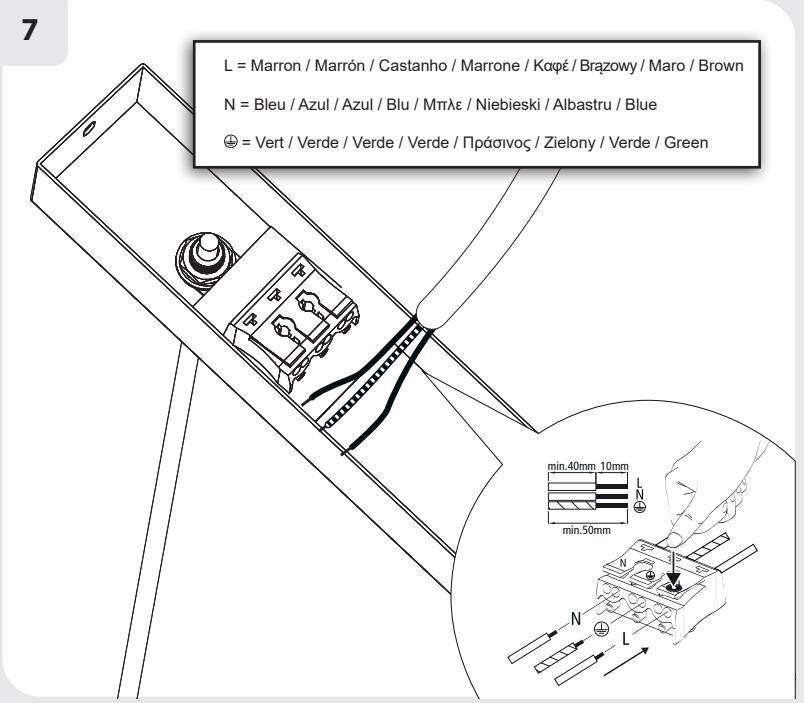 7
L = Marron / Marrón / Castanho / Marrone / Καφέ / Brązowy / Maro / Brown
N = Bleu / Azul / Azul / Blu / Μπλε / Niebieski / Albastru / Blue
⏚ = Vert / Verde / Verde / Verde / Πράσινος / Zielony / Verde / Green
min.40mm 10mm
L
N
min.50mm
N
N
L